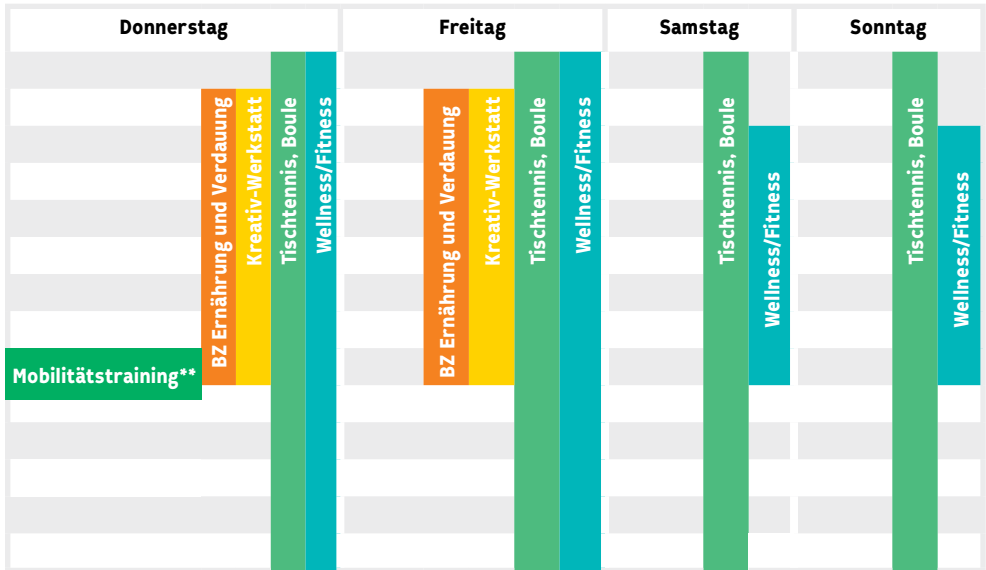 Donnerstag
Freitag
Samstag
Sonntag
BZ Ernährung und Verdauung
Kreativ-Werkstatt
Tischtennis, Boule
Wellness/Fitness
BZ Ernährung und Verdauung
Kreativ-Werkstatt
Tischtennis, Boule
Wellness/Fitness
Tischtennis, Boule
Wellness/Fitness
Tischtennis, Boule
Wellness/Fitness
Mobilitätstraining**